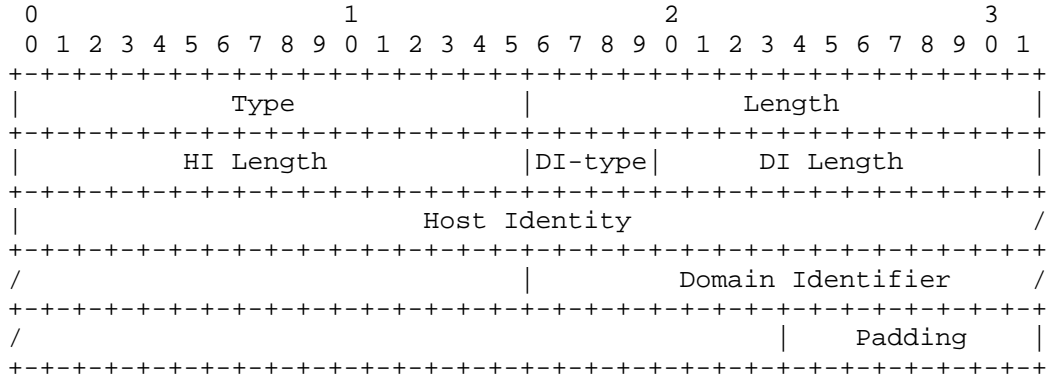 0                   1                   2                   3
 0 1 2 3 4 5 6 7 8 9 0 1 2 3 4 5 6 7 8 9 0 1 2 3 4 5 6 7 8 9 0 1
+-+-+-+-+-+-+-+-+-+-+-+-+-+-+-+-+-+-+-+-+-+-+-+-+-+-+-+-+-+-+-+-+
|             Type              |             Length            |
+-+-+-+-+-+-+-+-+-+-+-+-+-+-+-+-+-+-+-+-+-+-+-+-+-+-+-+-+-+-+-+-+
|          HI Length            |DI-type|      DI Length        |
+-+-+-+-+-+-+-+-+-+-+-+-+-+-+-+-+-+-+-+-+-+-+-+-+-+-+-+-+-+-+-+-+
|                         Host Identity                         /
+-+-+-+-+-+-+-+-+-+-+-+-+-+-+-+-+-+-+-+-+-+-+-+-+-+-+-+-+-+-+-+-+
/                               |         Domain Identifier     /
+-+-+-+-+-+-+-+-+-+-+-+-+-+-+-+-+-+-+-+-+-+-+-+-+-+-+-+-+-+-+-+-+
/                                               |    Padding    |
+-+-+-+-+-+-+-+-+-+-+-+-+-+-+-+-+-+-+-+-+-+-+-+-+-+-+-+-+-+-+-+-+